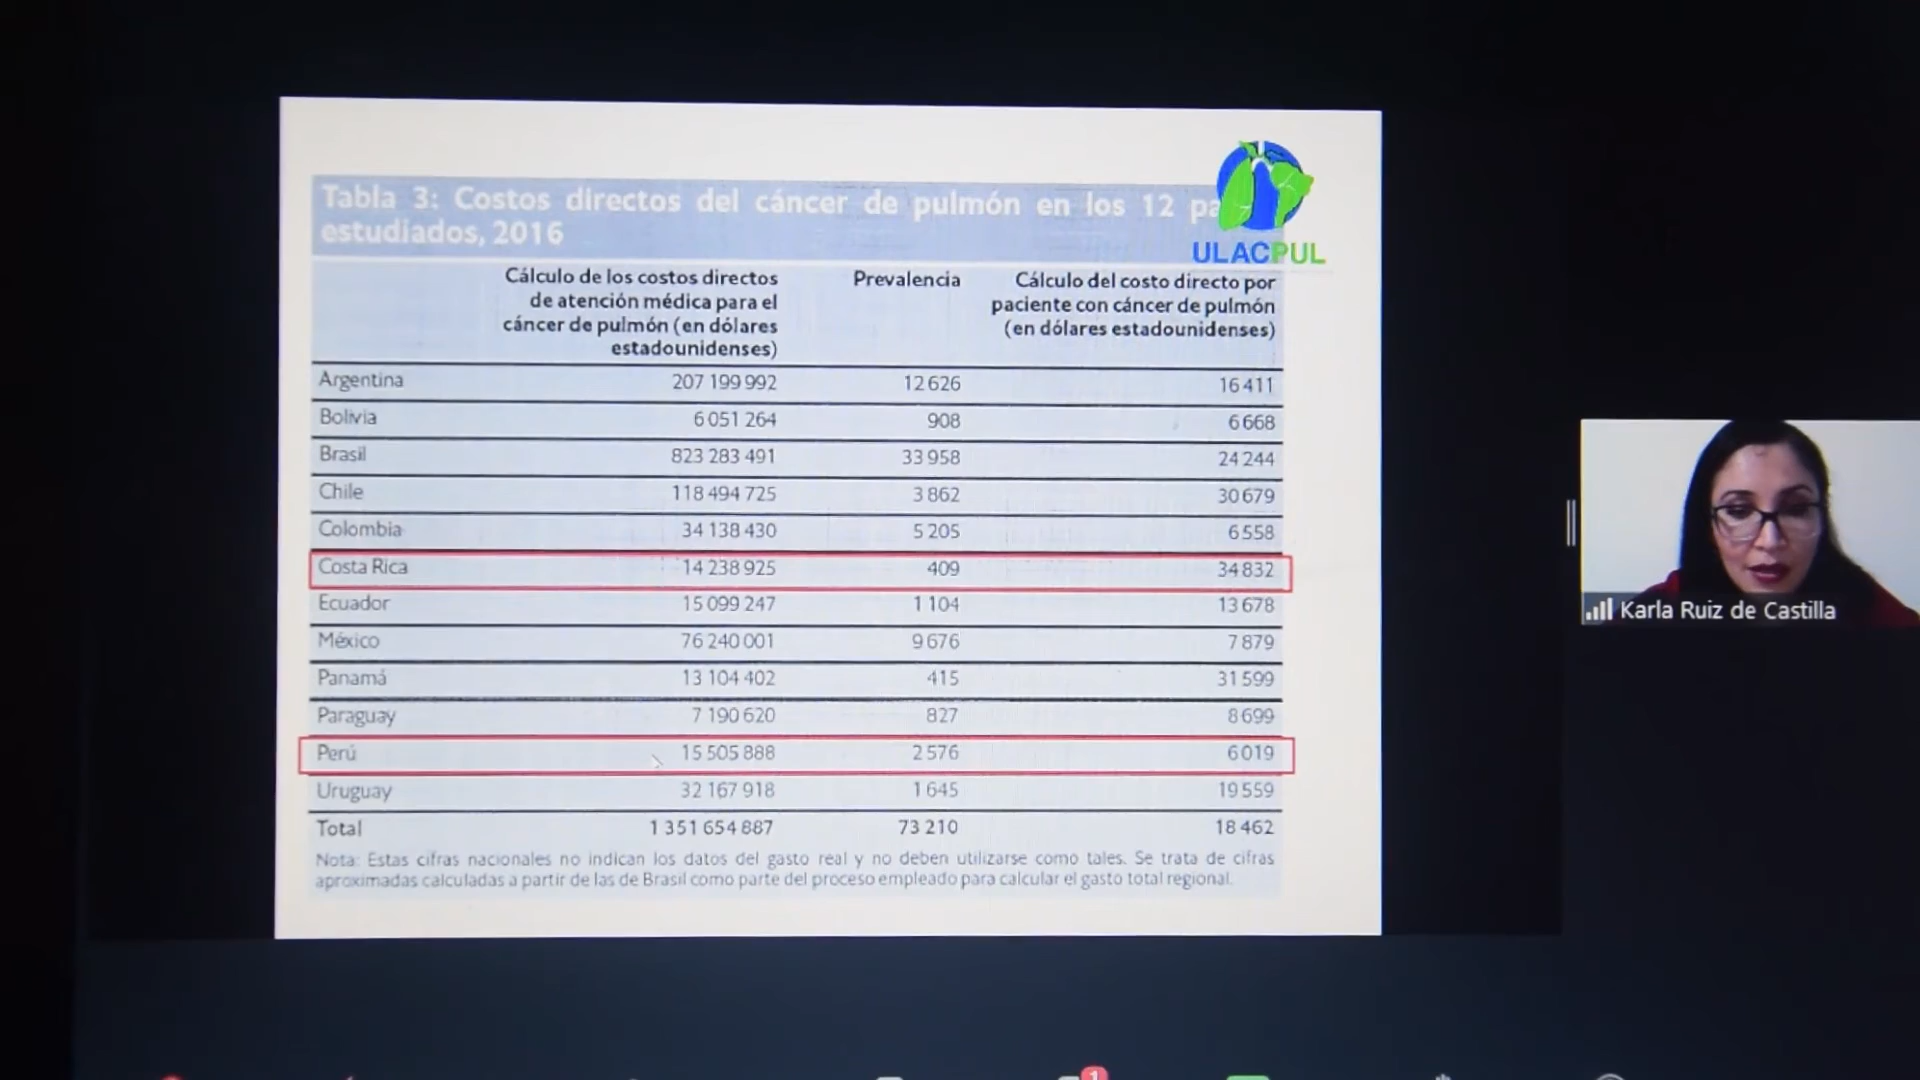 Tabla 3: Costos directos del cáncer de pulmón en los 12 pa
estudiados, 2016
ULACPUL
Cálculo de los costos directos
de atención médica para el
cáncer de pulmón (en dólares
estadounidenses)
Prevalencia
Cálculo del costo directo por
paciente con cáncer de pulmón
(en dólares estadounidenses)
Argentina 207 199 992 12 626 16 411
Bolivia 6 051 264 908 6 668
Brasil 823 283 491 33 958 24 244
Chile 118 494 725 3 862 30 679
Colombia 34 138 430 5 205 6 558
Costa Rica 14 238 925 409 34 832
Ecuador 15 099 247 1 104 13 678
México 76 240 001 9 676 7 879
Panamá 13 104 402 415 31 599
Paraguay 7 190 620 827 8 699
Perú 15 505 888 2 576 6 019
Uruguay 32 167 918 1 645 19 559
Total 1 351 654 887 73 210 18 462
Nota: Estas cifras nacionales no indican los datos del gasto real y no deben utilizarse como tales. Se trata de cifras
aproximadas calculadas a partir de las de Brasil como parte del proceso empleado para calcular el gasto total regional.
Karla Ruiz de Castilla
1